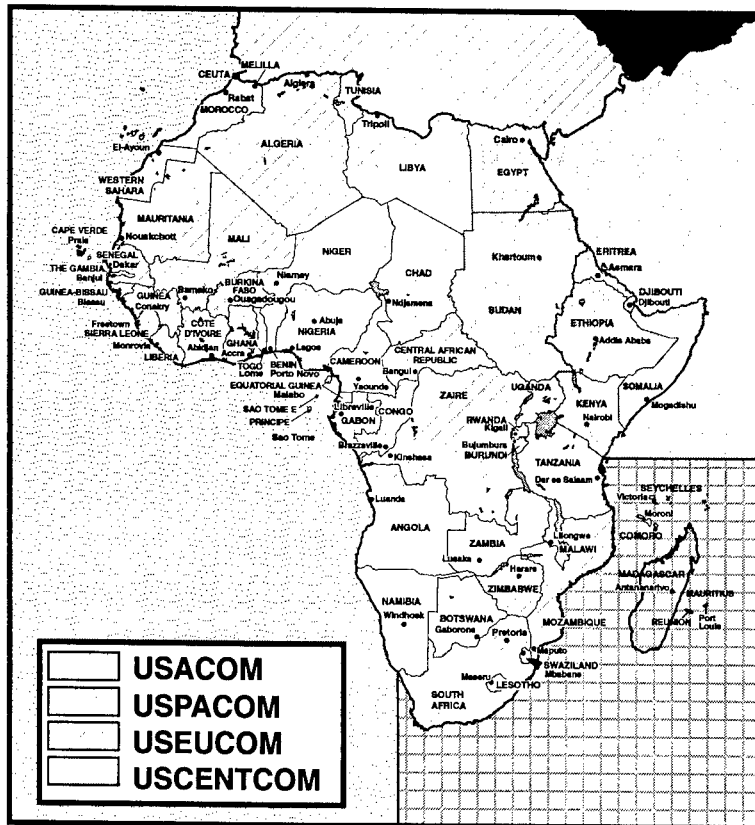 MELILLA
CEUTA
Algiers
TUNISIA
Rabat
MOROCCO
Tripoli
Cairo
El-Ayoun
ALGERIA
LIBYA
EGYPT
WESTERN
SAHARA
MAURITANIA
CAPE VERDE
Praia
Nouakchott
MALI
NIGER
Khartoum
ERITREA
SENEGAL
Dakar
CHAD
Asmara
THE GAMBIA
Banjul
Niamey
BURKINA
FASO
DJIBOUTI
Djibouti
GUINEA-BISSAU
Bissau
GUINEA
Conakry
Bamako
Ouagadougou
Ndjamena
SUDAN
Abuja
NIGERIA
ETHIOPIA
Freetown
SIERRA LEONE
CÔTE
D'IVOIRE
GHANA
Addis Ababa
Monrovia
Abidjan
Accra
Lagos
LIBERIA
TOGO
Lome
BENIN
Porto Novo
CAMEROON
CENTRAL AFRICAN
REPUBLIC
Bangui
EQUATORIAL GUINEA
Malabo
Yaounde
ZAIRE
UGANDA
SOMALIA
KENYA
SAO TOME E
PRINCIPE
Libreville
GABON
CONGO
Mogadishu
RWANDA
Kigali
Nairobi
Sao Tome
Brazzaville
Bujumbura
BURUNDI
Kinshasa
TANZANIA
Dar es Salaam
SEYCHELLES
Victoria
Luanda
Moroni
ANGOLA
COMORO
Lilongwe
ZAMBIA
MALAWI
Lusaka
Harare
MADAGASCAR
ZIMBABWE
Antananarivo
NAMIBIA
MAURITIUS
Windhoek
BOTSWANA
Gaborone
MOZAMBIQUE
REUNION
Port
Louis
Pretoria
Maputo
SWAZILAND
Mbabane
Maseru
LESOTHO
SOUTH
AFRICA
USACOM
USPACOM
USEUCOM
USCENTCOM